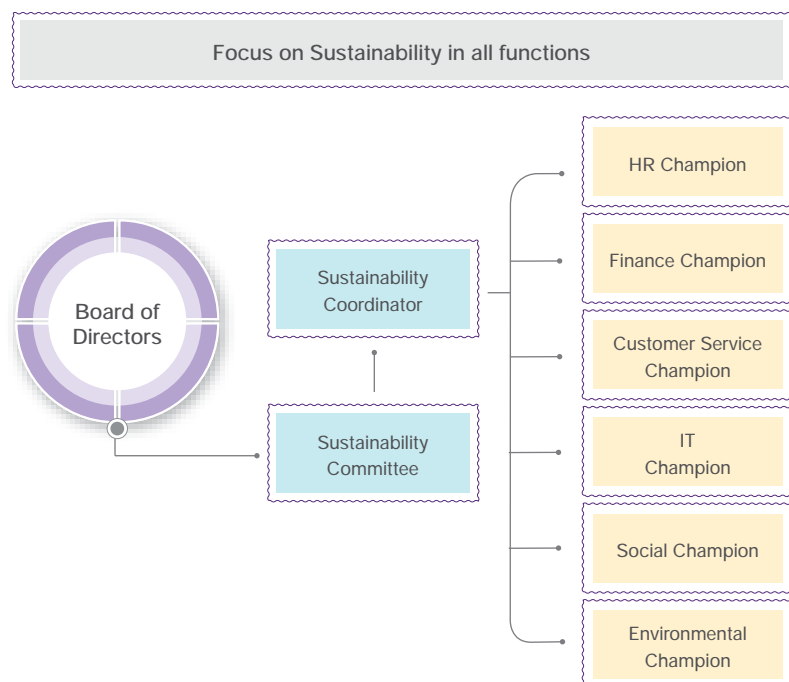 Focus on Sustainability in all functions
Board of
Directors
Sustainability
Coordinator
Sustainability
Committee
HR Champion
Finance Champion
Customer Service
Champion
IT
Champion
Social Champion
Environmental
Champion